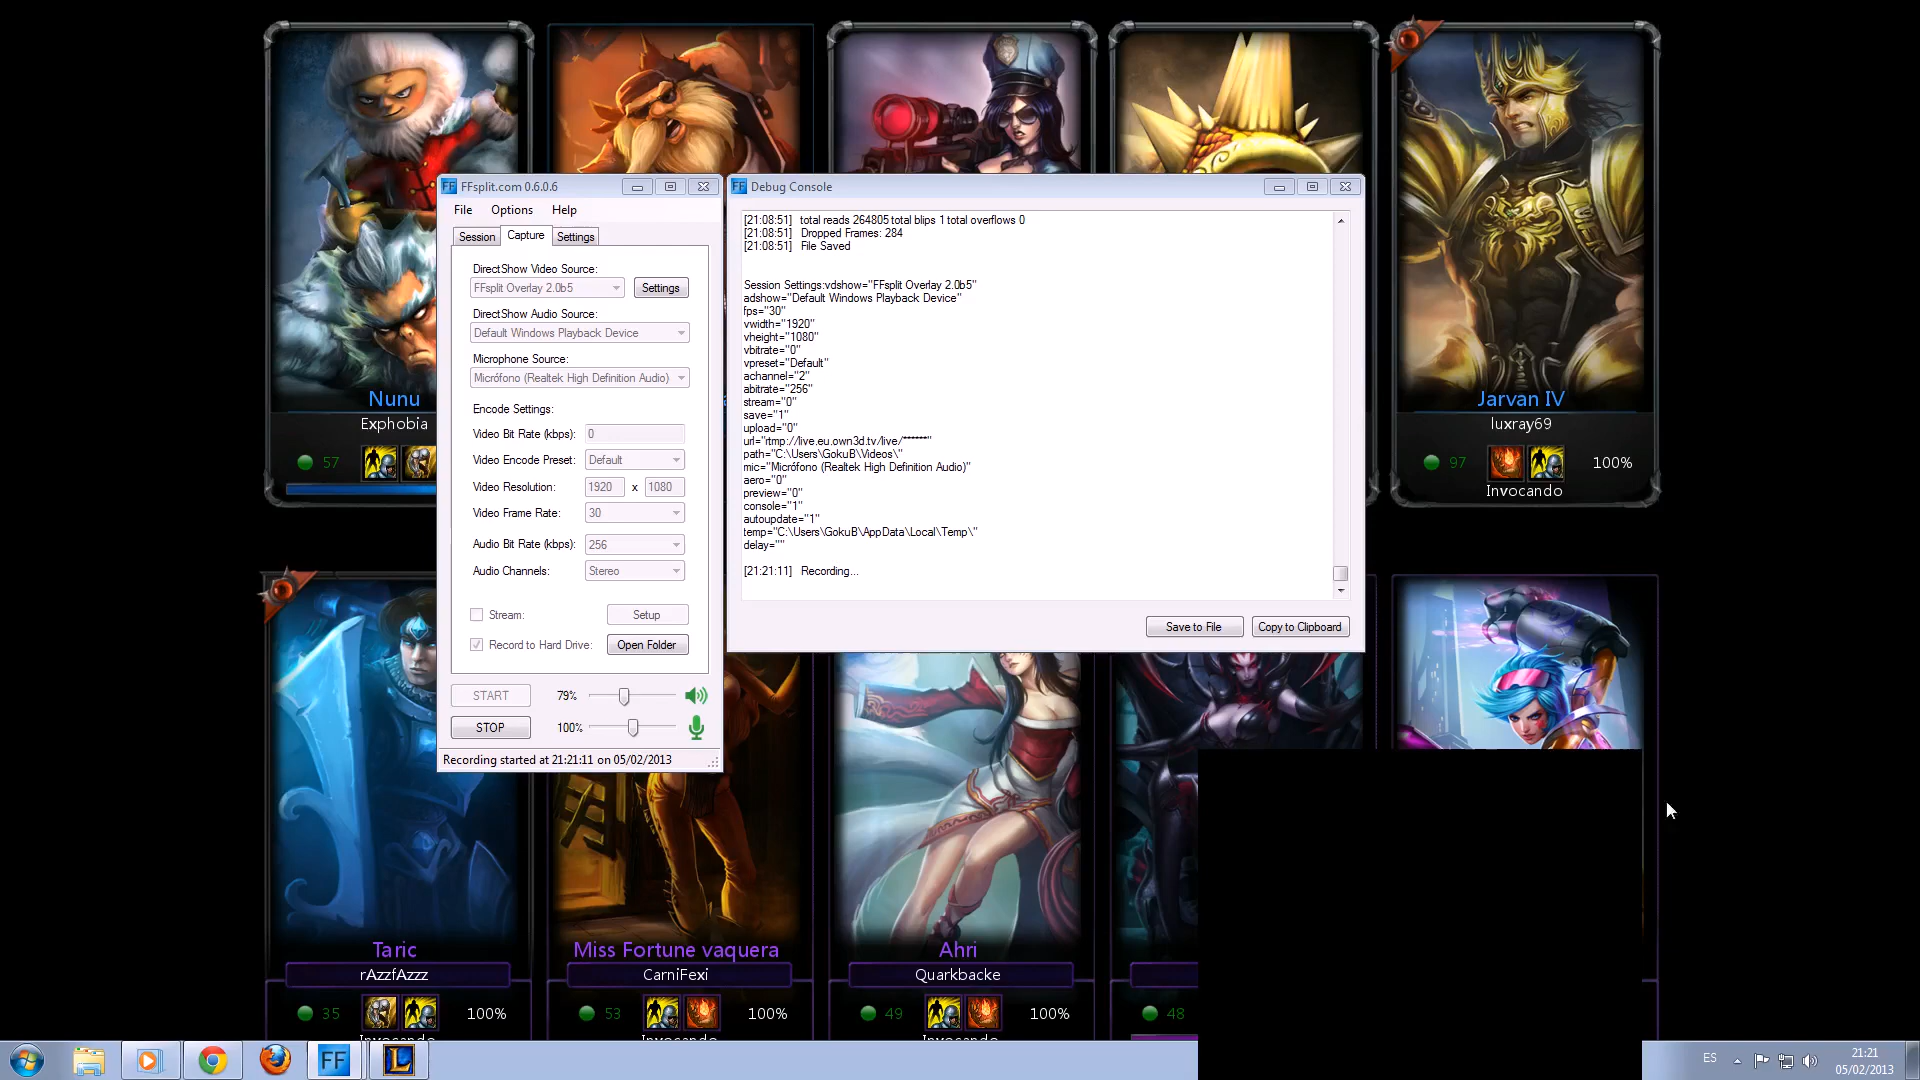 FFsplit.com 0.6.0.6
File Options Help
Session Capture Settings
DirectShow Video Source:
FFsplit Overlay 2.0b5
Settings
DirectShow Audio Source:
Default Windows Playback Device
Microphone Source:
Micrófono (Realtek High Definition Audio)
Encode Settings:
Video Bit Rate (kbps): 0
Video Encode Preset: Default
Video Resolution: 1920 x 1080
Video Frame Rate: 30
Audio Bit Rate (kbps): 256
Audio Channels: Stereo
Stream: Setup
Record to Hard Drive: Open Folder
START 79%
STOP 100%
Recording started at 21:21:11 on 05/02/2013
Debug Console
[21:08:51] total reads 264805 total blips 1 total overflows 0
[21:08:51] Dropped Frames: 284
[21:08:51] File Saved
Session Settings:vdshow="FFsplit Overlay 2.0b5"
adshow="Default Windows Playback Device"
fps="30"
vwidth="1920"
vheight="1080"
vbitrate="0"
vpreset="Default"
achannel="2"
abitrate="256"
stream="0"
save="1"
upload="0"
url="rtmp://live.eu.own3d.tv/live/******"
path="C:\Users\GokuB\Videos\"
mic="Micrófono (Realtek High Definition Audio)"
aero="0"
preview="0"
console="1"
autoupdate="1"
temp="C:\Users\GokuB\AppData\Local\Temp\"
delay=""
[21:21:11] Recording...
Save to File Copy to Clipboard
Nunu
Exphobia
57
Jarvan IV
luxray69
97 100%
Invocando
Taric
rAzzfAzzz
35 100%
Invocando
Miss Fortune vaquera
CarniFexi
53 100%
Ahri
Quarkbacke
49 100%
Invocando
48
FF
L
ES
21:21
05/02/2013